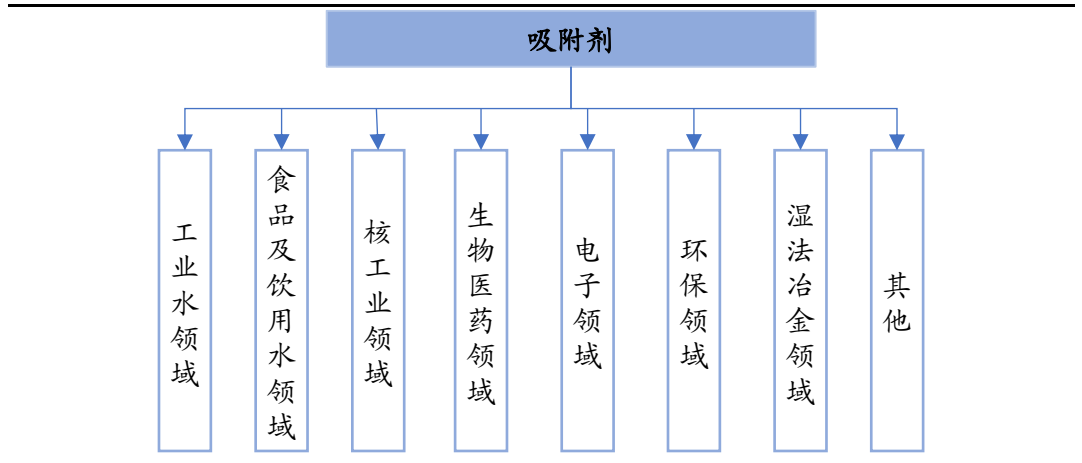 吸附剂
工业水领域
食品及饮用水领域
核工业领域
生物医药领域
电子领域
环保领域
湿法冶金领域
其他